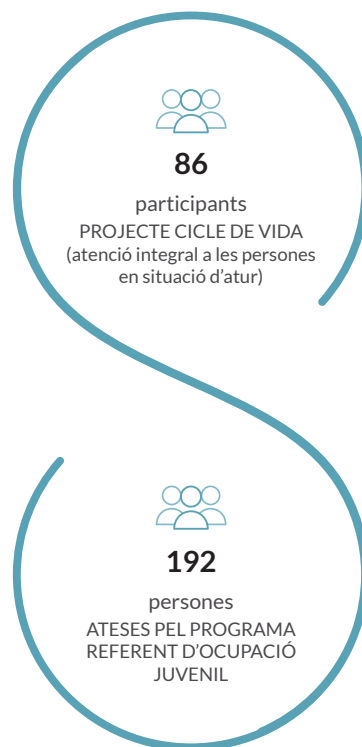 86
participants
PROJECTE CICLE DE VIDA
(atenció integral a les persones
en situació d'atur)
192
persones
ATESES PEL PROGRAMA
REFERENT D'OCUPACIÓ
JUVENIL